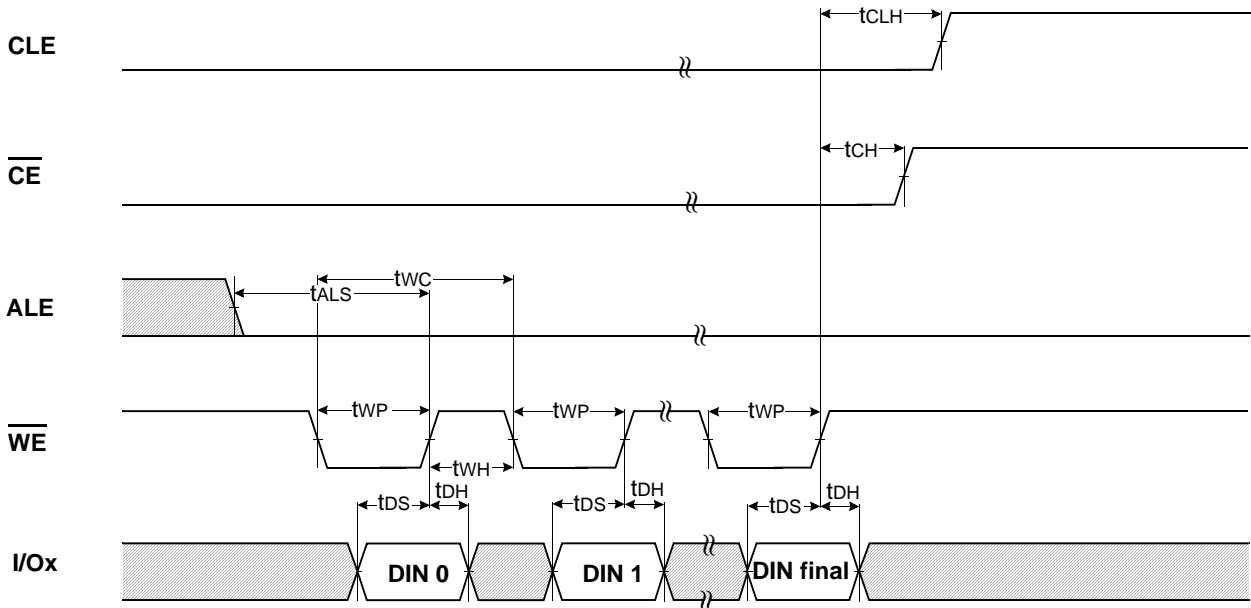 CLE
tCLH
CE
tCH
ALE
tWC
tALS
WE
tWP
tWP
tWP
tWH
I/Ox
tDS
tDH
tDS
tDH
tDS
tDH
DIN 0
DIN 1
DIN final